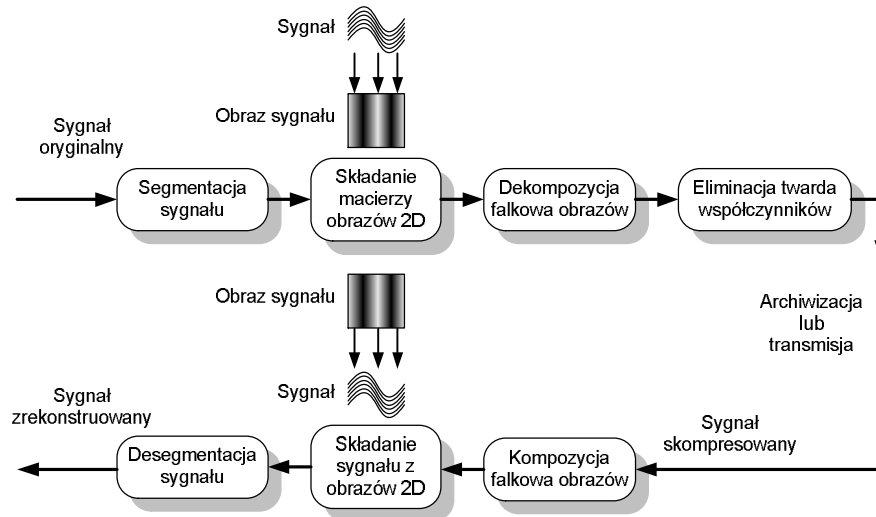 Sygnał
Obraz sygnału
Sygnał
oryginalny
Segmentacja
sygnału
Składanie
macierzy
obrazów 2D
Dekompozycja
falkowa obrazów
Eliminacja twarda
współczynników
Obraz sygnału
Archiwizacja
lub
transmisja
Sygnał
Sygnał
zrekonstruowany
Desegmentacja
sygnału
Składanie
sygnału z
obrazów 2D
Kompozycja
falkowa obrazów
Sygnał
skompresowany